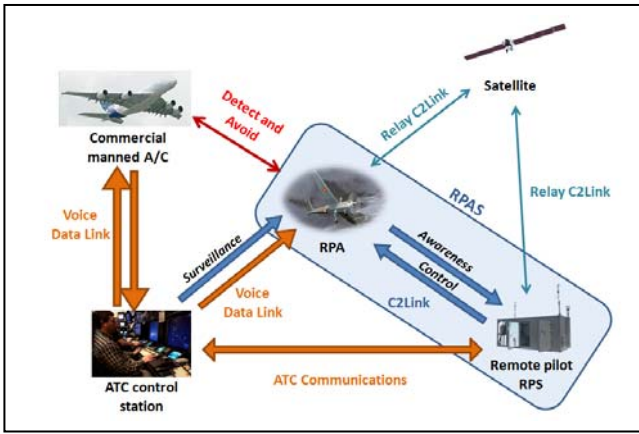 Satellite
Commercial
manned A/C
Detect and
Avoid
Relay C2Link
RPAS
Relay C2Link
Voice
Data Link
Surveillance
RPA
Awareness
Control
C2Link
Voice
Data Link
ATC control
station
ATC Communications
Remote pilot
RPS